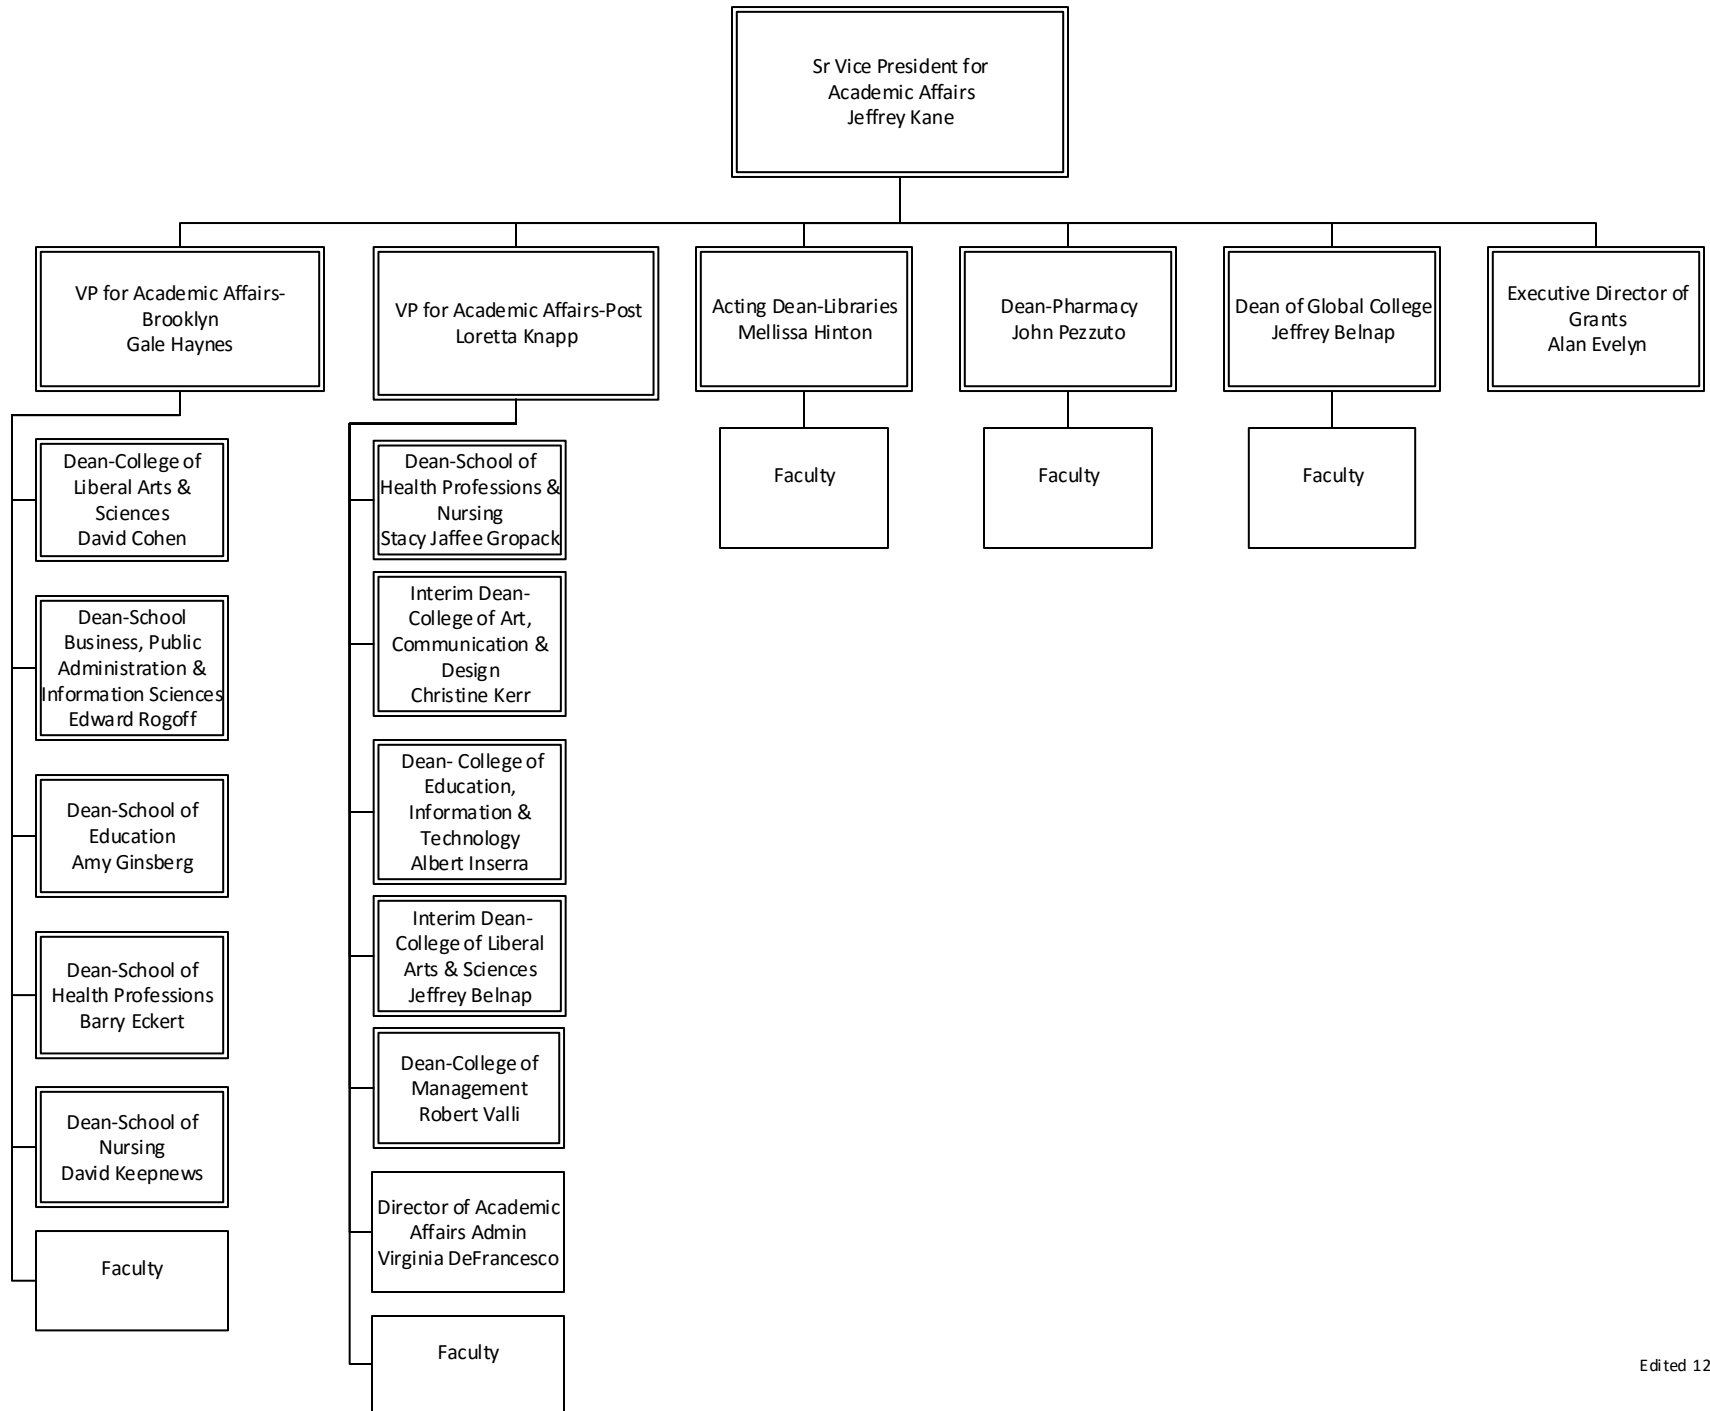 Sr Vice President for
Academic Affairs
Jeffrey Kane
VP for Academic Affairs-
Brooklyn
Gale Haynes
VP for Academic Affairs-Post
Loretta Knapp
Acting Dean-Libraries
Mellissa Hinton
Dean-Pharmacy
John Pezzuto
Dean of Global College
Jeffrey Belnap
Executive Director of
Grants
Alan Evelyn
Dean-College of
Liberal Arts &
Sciences
David Cohen
Dean-School
Business, Public
Administration &
Information Sciences
Edward Rogoff
Dean-School of
Education
Amy Ginsberg
Dean-School of
Health Professions
Barry Eckert
Dean-School of
Nursing
David Keepnews
Faculty
Dean-School of
Health Professions &
Nursing
Stacy Jaffee Gropack
Interim Dean-
College of Art,
Communication &
Design
Christine Kerr
Dean- College of
Education,
Information &
Technology
Albert Inserra
Interim Dean-
College of Liberal
Arts & Sciences
Jeffrey Belnap
Dean-College of
Management
Robert Valli
Director of Academic
Affairs Admin
Virginia DeFrancesco
Faculty
Faculty
Faculty
Faculty
Edited 12